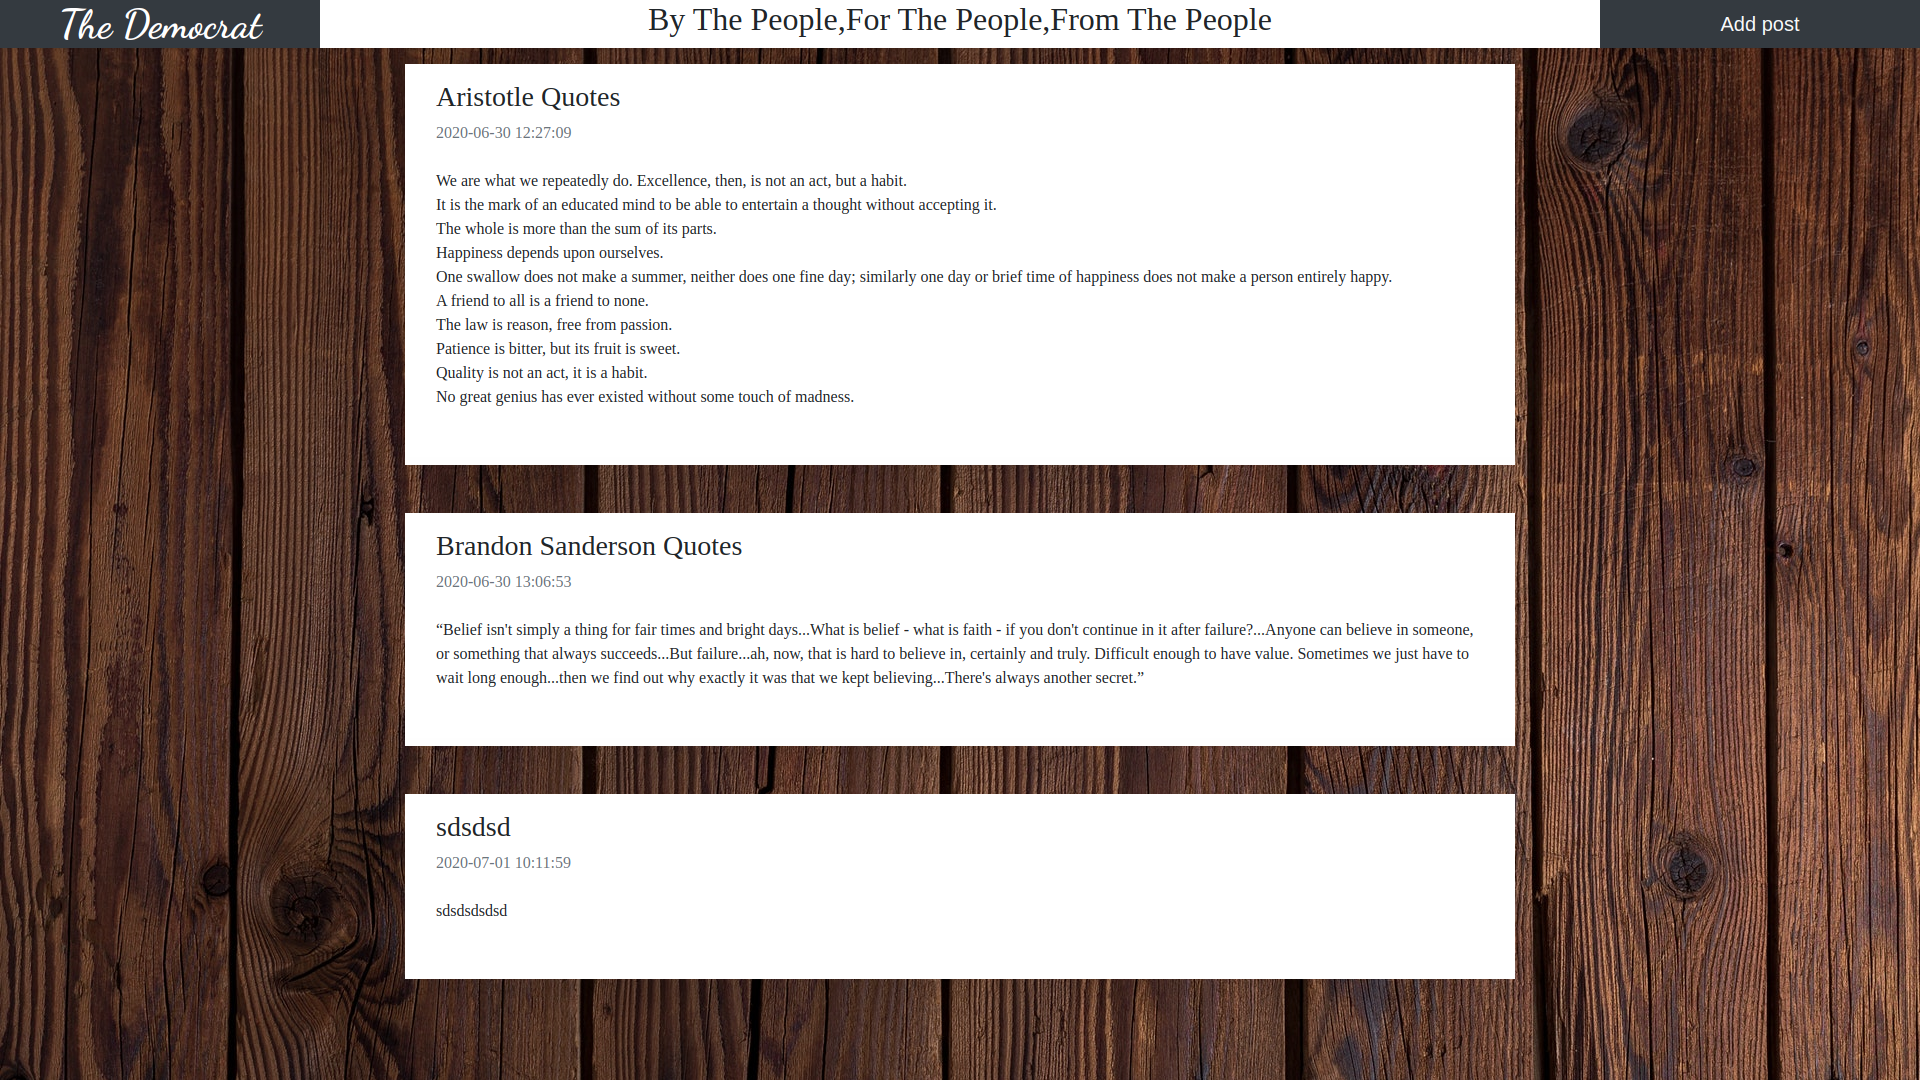 The Democrat
By The People,For The People,From The People
Add post
Aristotle Quotes
2020-06-30 12:27:09
We are what we repeatedly do. Excellence, then, is not an act, but a habit.
It is the mark of an educated mind to be able to entertain a thought without accepting it.
The whole is more than the sum of its parts.
Happiness depends upon ourselves.
One swallow does not make a summer, neither does one fine day; similarly one day or brief time of happiness does not make a person entirely happy.
A friend to all is a friend to none.
The law is reason, free from passion.
Patience is bitter, but its fruit is sweet.
Quality is not an act, it is a habit.
No great genius has ever existed without some touch of madness.
Brandon Sanderson Quotes
2020-06-30 13:06:53
“Belief isn't simply a thing for fair times and bright days...What is belief - what is faith - if you don't continue in it after failure?...Anyone can believe in someone,
or something that always succeeds...But failure...ah, now, that is hard to believe in, certainly and truly. Difficult enough to have value. Sometimes we just have to
wait long enough...then we find out why exactly it was that we kept believing...There's always another secret.”
sdsdsd
2020-07-01 10:11:59
sdsdsdsdsd